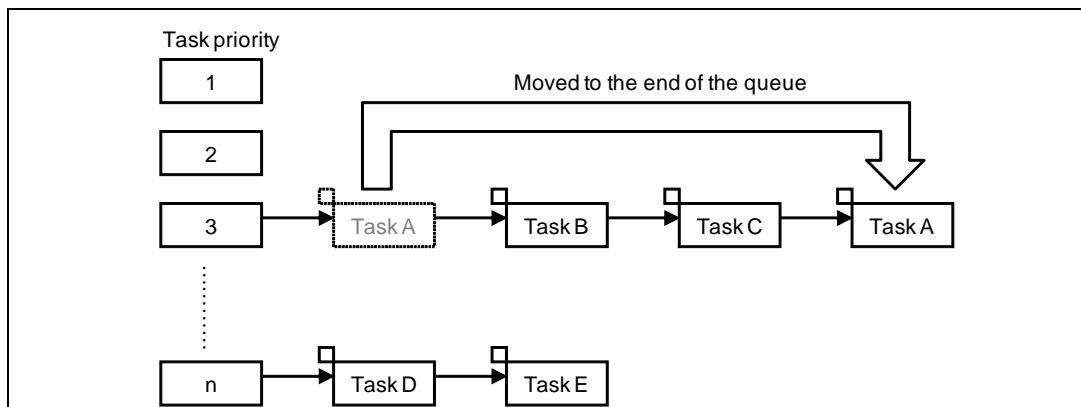 Task priority
1
Moved to the end of the queue
2
3 Task A Task B Task C Task A
n Task D Task E